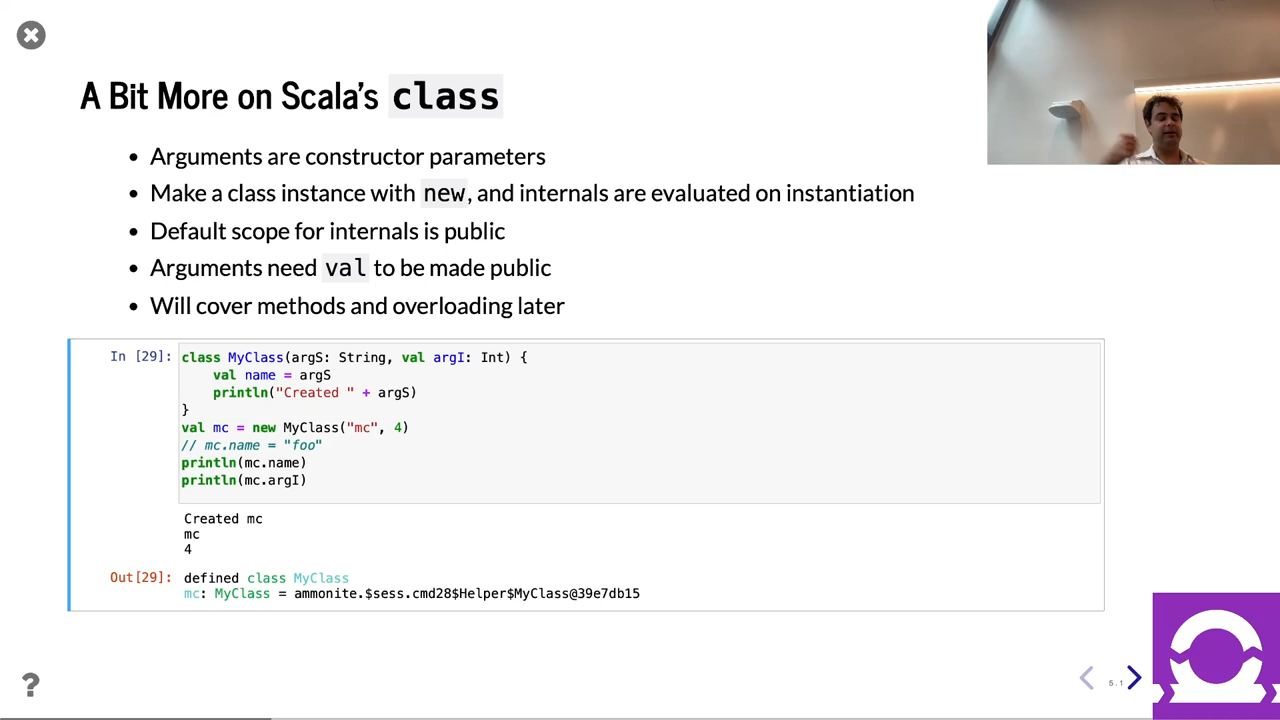 A Bit More on Scala's class
Arguments are constructor parameters
Make a class instance with new, and internals are evaluated on instantiation
Default scope for internals is public
Arguments need val to be made public
Will cover methods and overloading later
In [29]: class MyClass(argS: String, val argI: Int) {
val name = argS
println("Created " + argS)
}
val mc = new MyClass("mc", 4)
// mc.name = "foo"
println(mc.name)
println(mc.argI)
Created mc
mc
4
Out[29]: defined class MyClass
mc: MyClass = ammonite.$sess.cmd28$Helper$MyClass@39e7db15
?
5.1